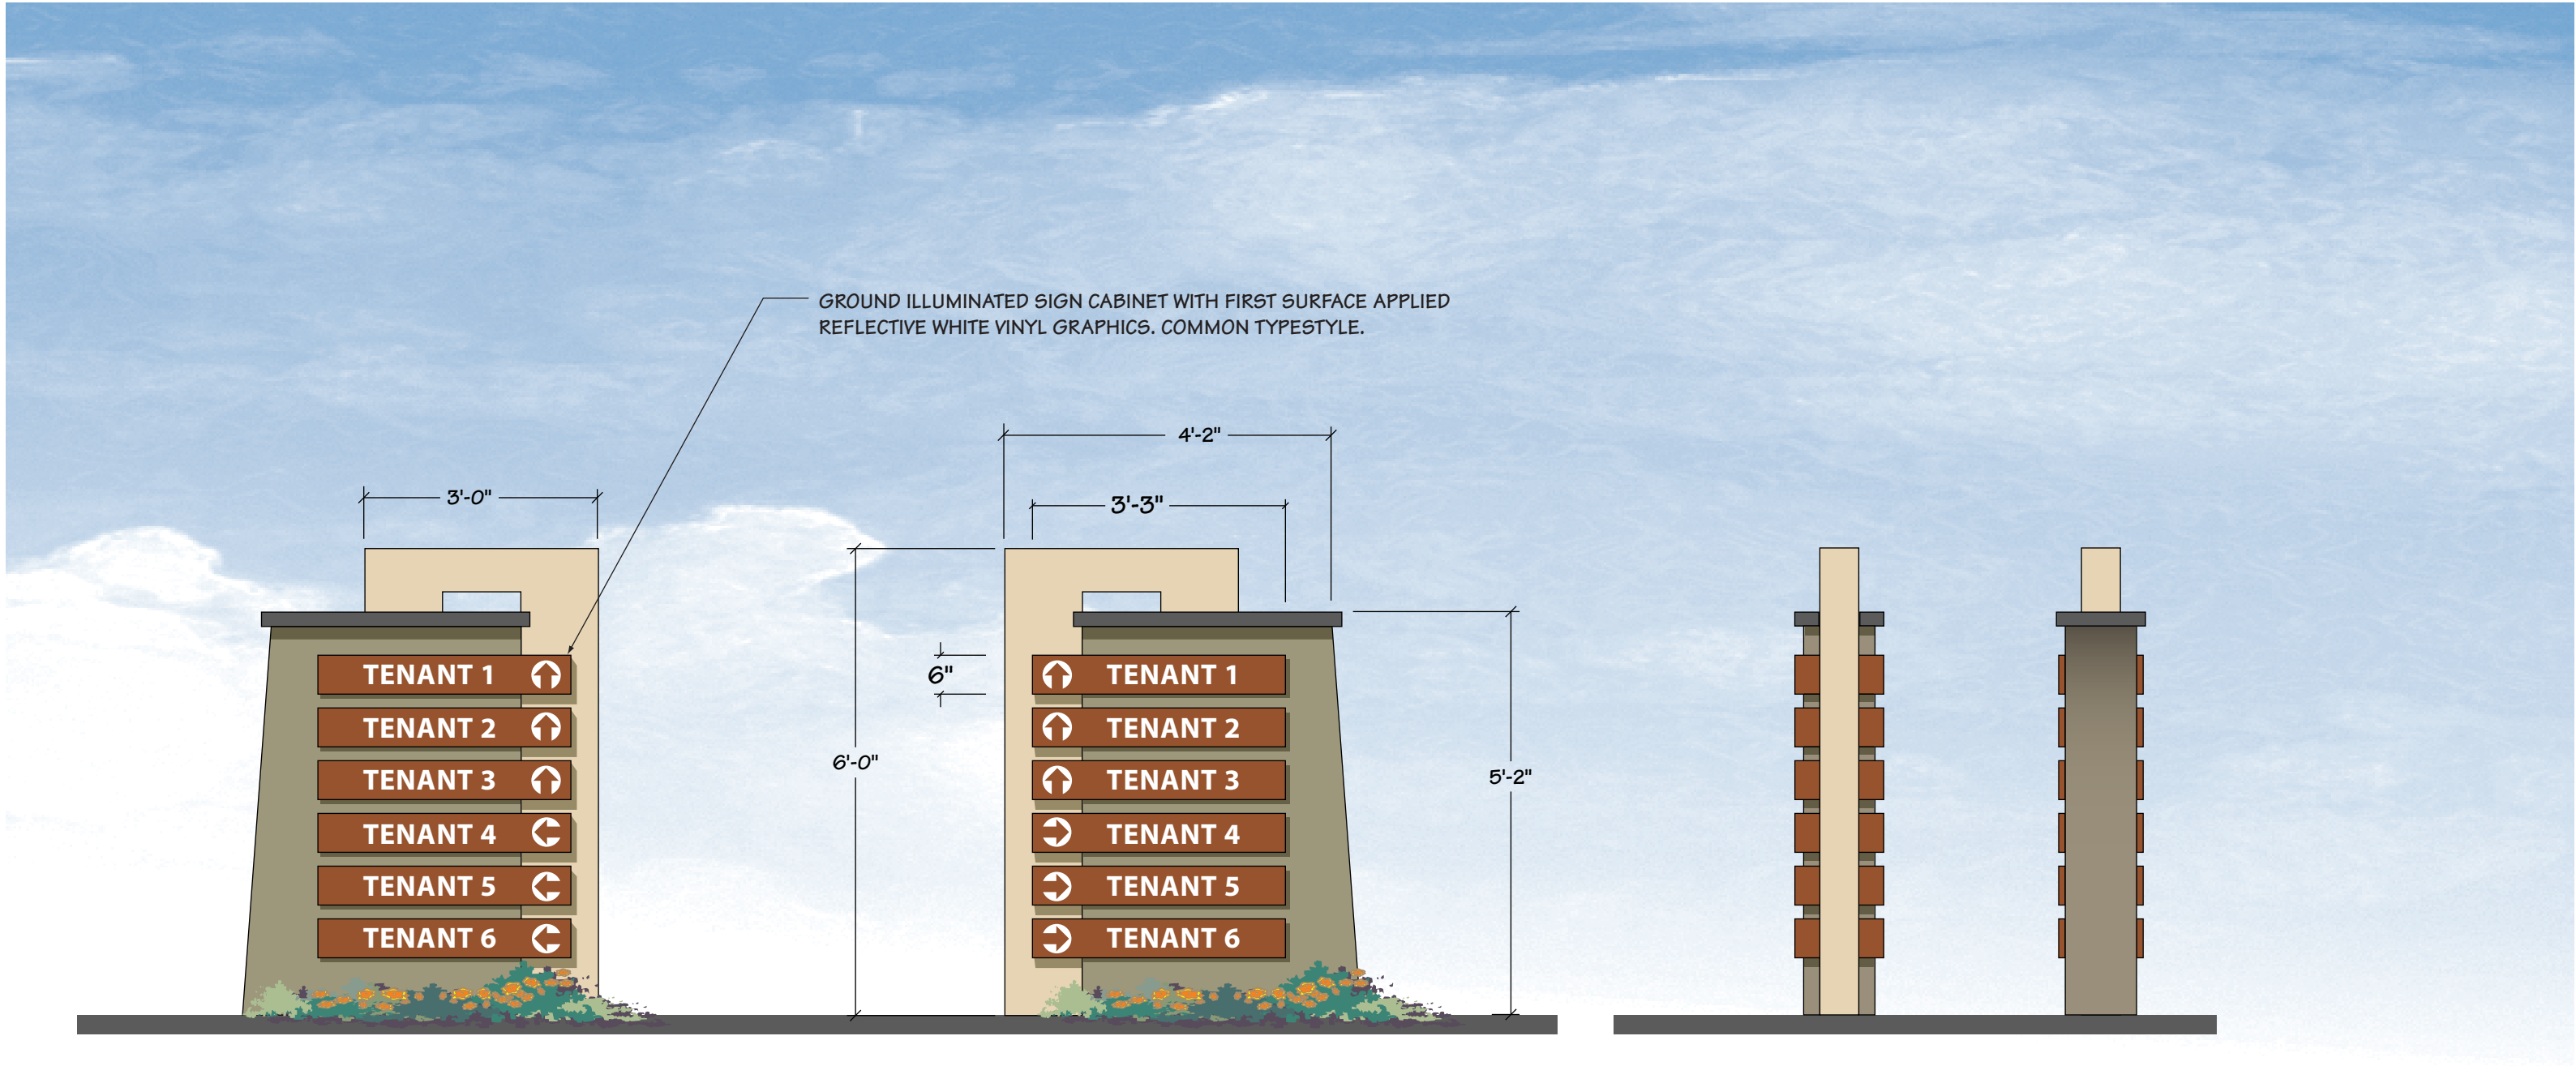 GROUND ILLUMINATED SIGN CABINET WITH FIRST SURFACE APPLIED
REFLECTIVE WHITE VINYL GRAPHICS. COMMON TYPESTYLE.
4'-2"
3'-0"
3'-3"
TENANT 1
TENANT 2
TENANT 3
TENANT 4
TENANT 5
TENANT 6
6'-0"
6"
TENANT 1
TENANT 2
TENANT 3
TENANT 4
TENANT 5
TENANT 6
5'-2"